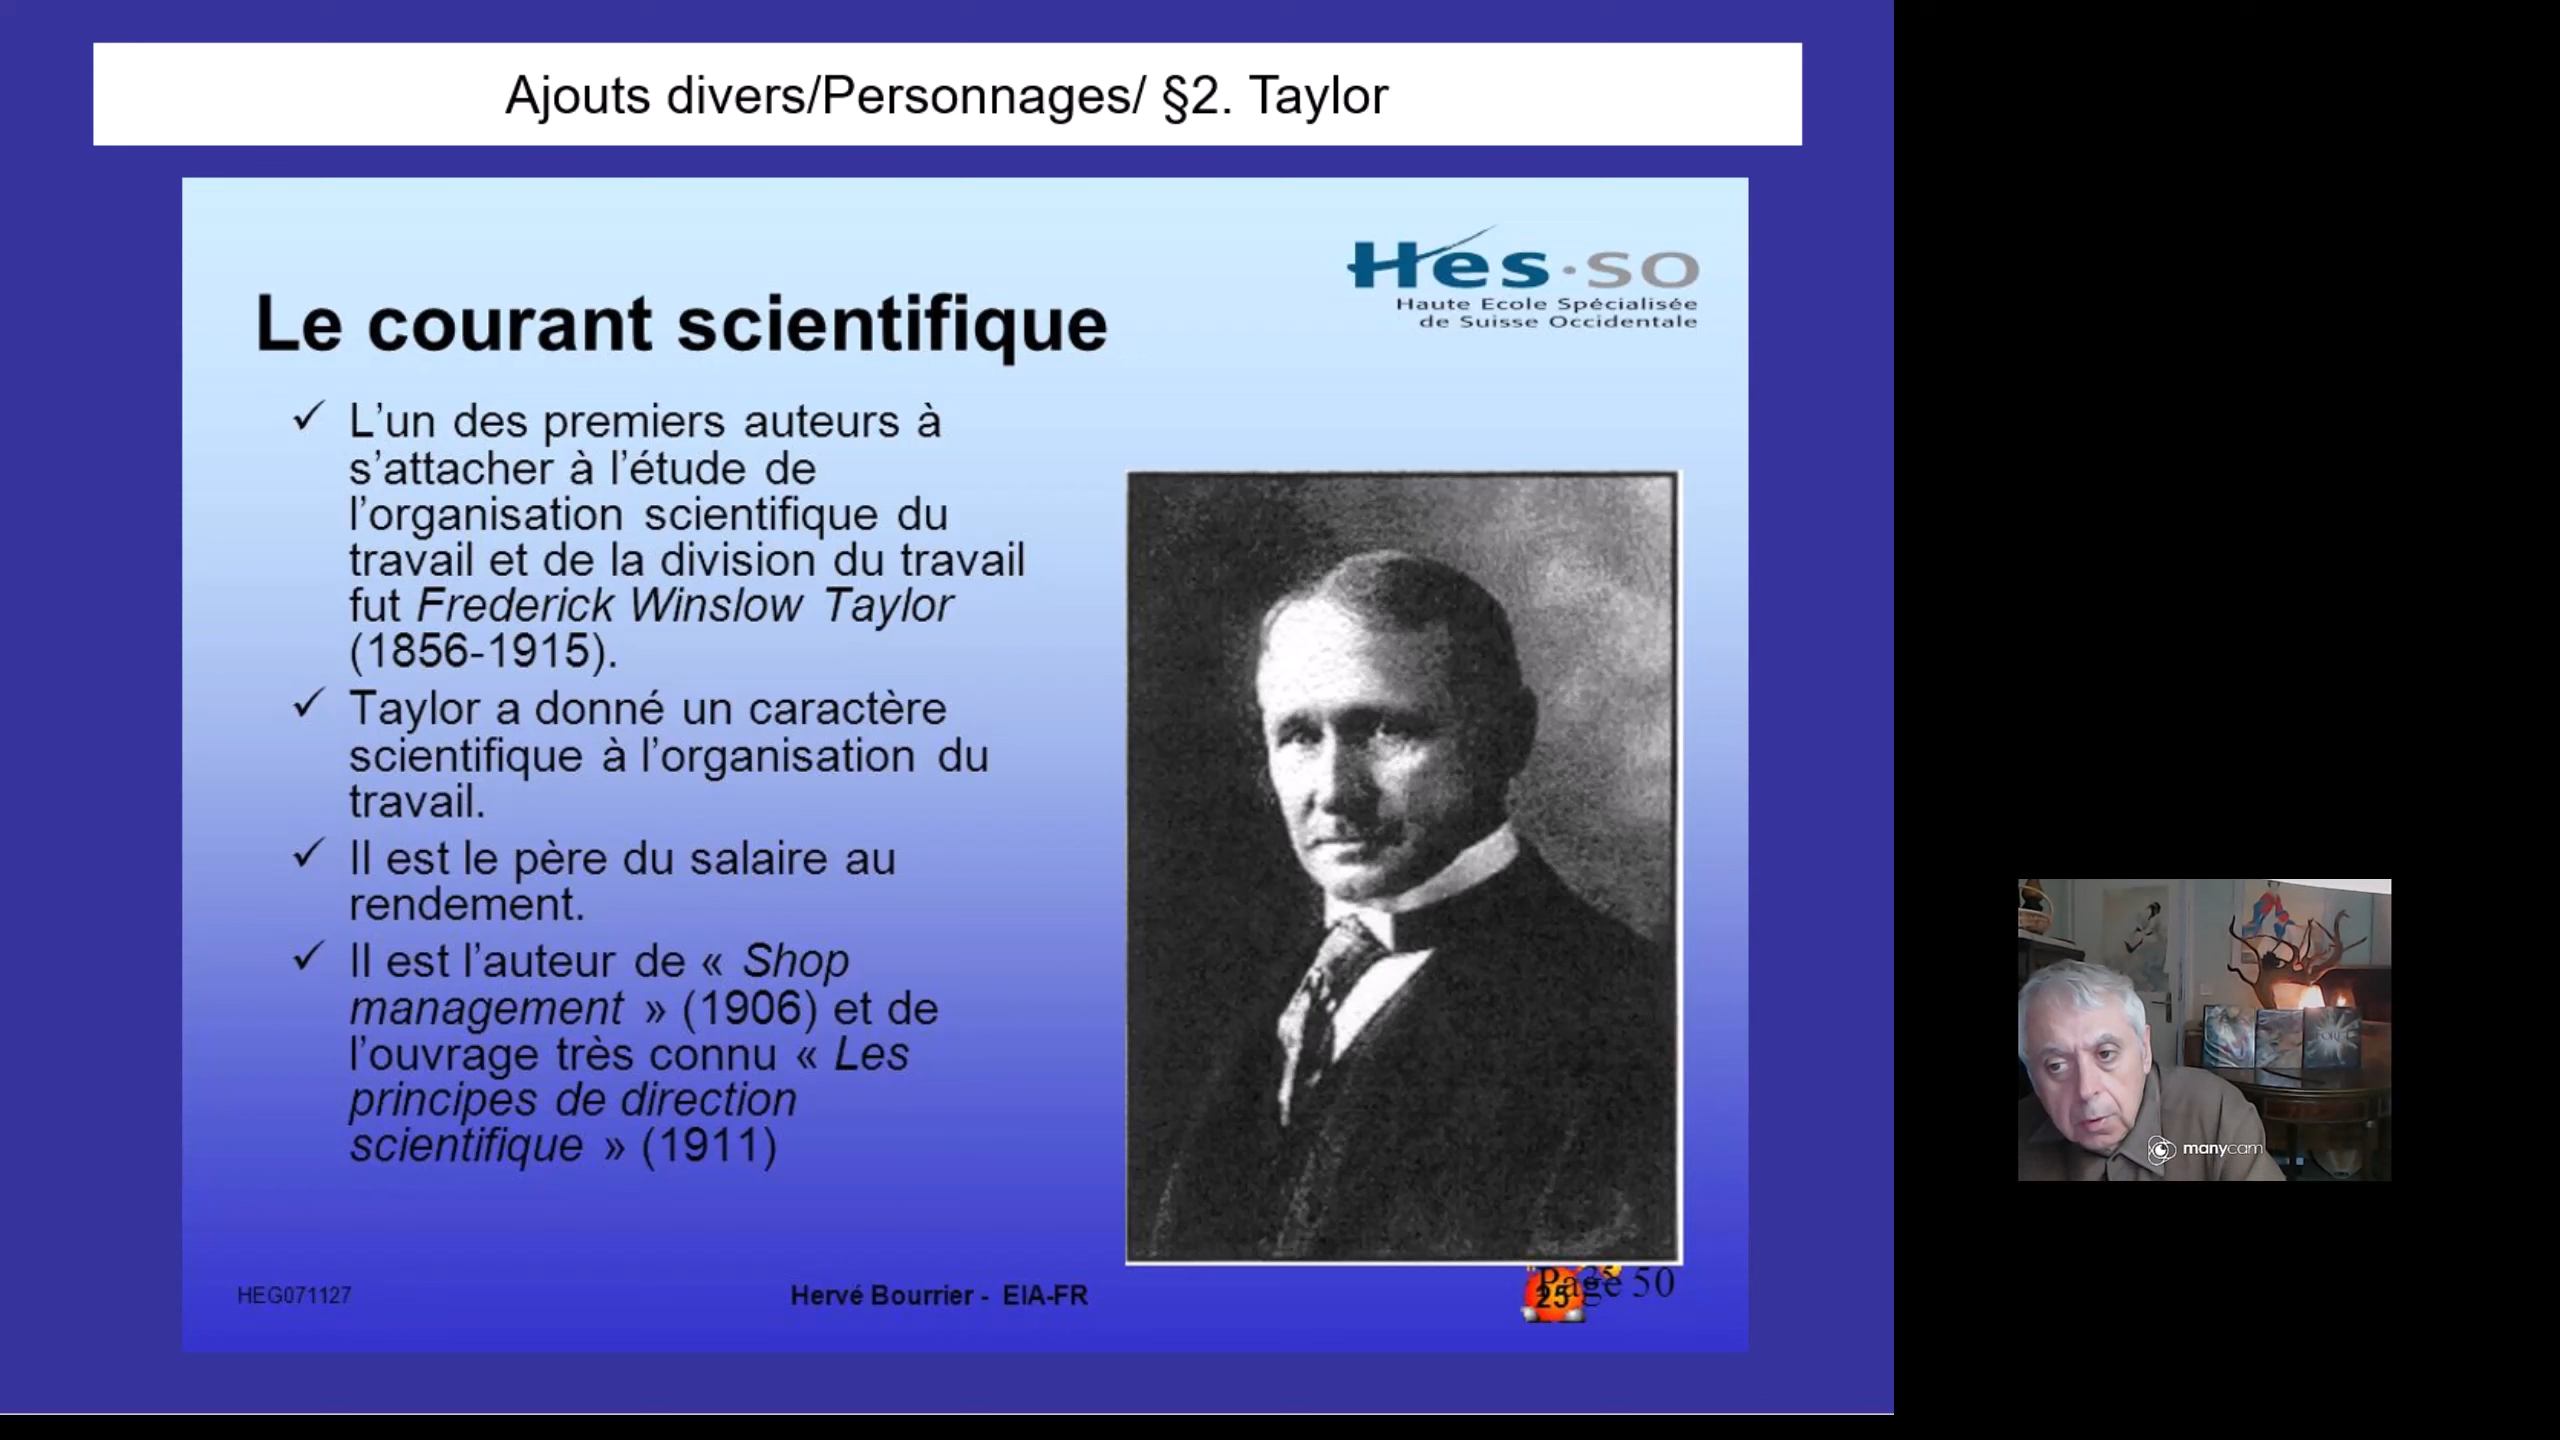 Ajouts divers/Personnages/ §2. Taylor
Hes·so
Haute Ecole Spécialisée
de Suisse Occidentale
Le courant scientifique
✓ L’un des premiers auteurs à
s’attacher à l’étude de
l’organisation scientifique du
travail et de la division du travail
fut Frederick Winslow Taylor
(1856-1915).
✓ Taylor a donné un caractère
scientifique à l’organisation du
travail.
✓ Il est le père du salaire au
rendement.
✓ Il est l’auteur de « Shop
management » (1906) et de
l’ouvrage très connu « Les
principes de direction
scientifique » (1911)
HEG071127
Hervé Bourrier - EIA-FR
25
Page 50
manycam